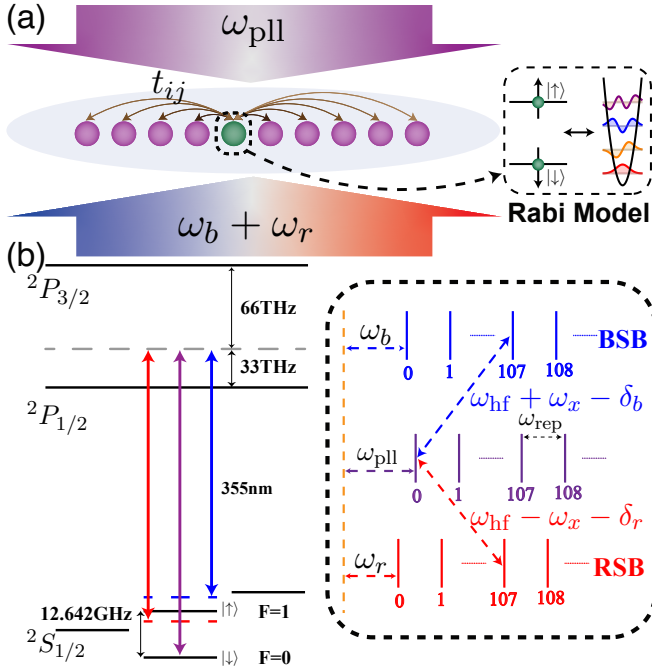 (a)
ω_pll
t_ij
|↑⟩
|↓⟩
Rabi Model
ω_b + ω_r
(b)
²P_3/2
66THz
33THz
²P_1/2
355nm
12.642GHz
|↑⟩ F=1
²S_1/2
|↓⟩ F=0
ω_b
BSB
0 1 107 108
ω_hf + ω_x − δ_b
ω_rep
ω_pll
0 1 107 108
ω_hf − ω_x − δ_r
ω_r
RSB
0 1 107 108